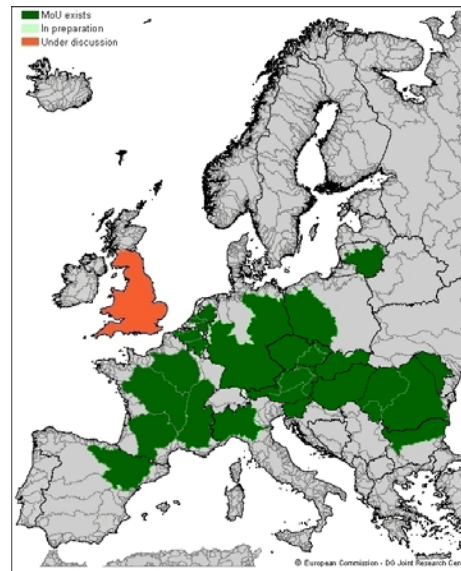 MoU exists
In preparation
Under discussion
© European Commission - DG Joint Research Cen